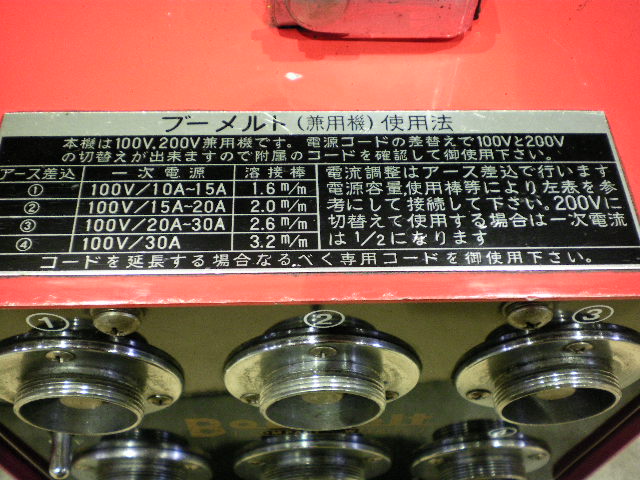 ブーメルト(兼用機)使用法
本機は100V,200V兼用機です。電源コードの差替えで100Vと200V
の切替えが出来ますので附属のコードを確認して御使用下さい。
アース差込 一次電源 溶接棒
① 100V/10A~15A 1.6m/m
② 100V/15A~20A 2.0m/m
③ 100V/20A~30A 2.6m/m
④ 100V/30A 3.2m/m
電流調整はアース差込で行います
電源容量使用棒等により左巻を参
考にして接続して下さい。200Vに
切替えて使用する場合は一次電流
は1/2になります
コードを延長する場合なるべく専用コードを御使用下さい。
① ② ③